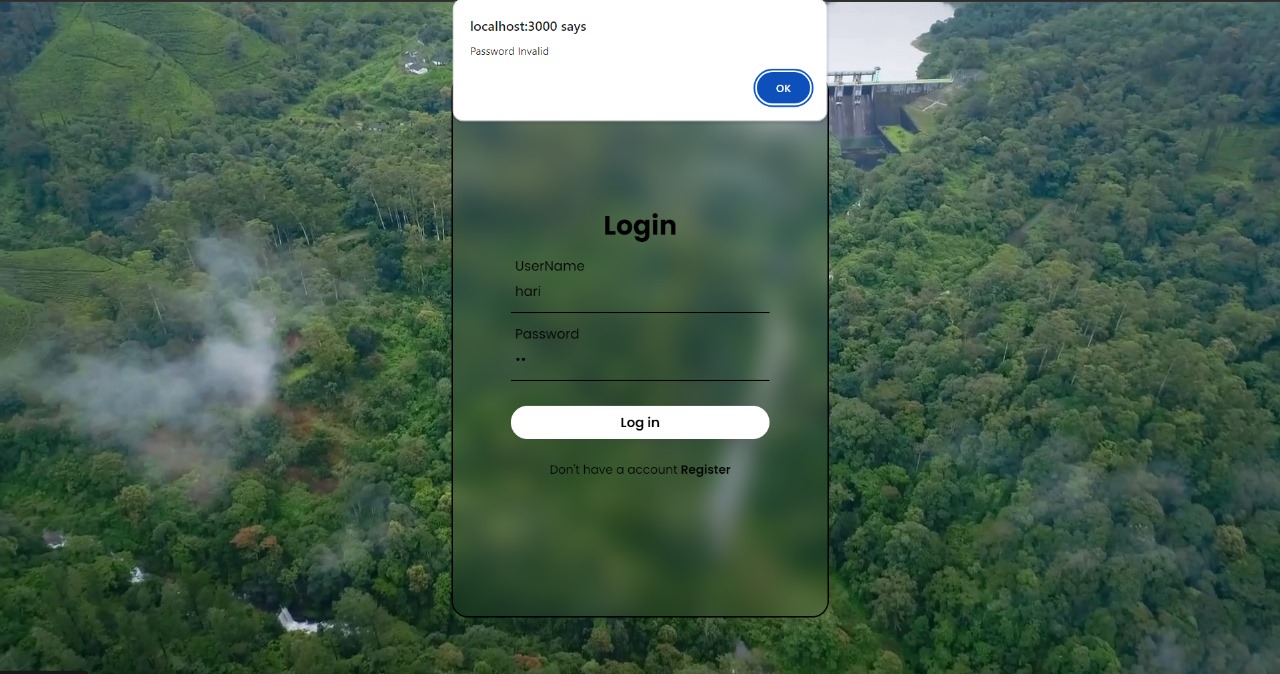 localhost:3000 says
Password Invalid
OK
Login
UserName
hari
Password
••
Log in
Don't have a account Register